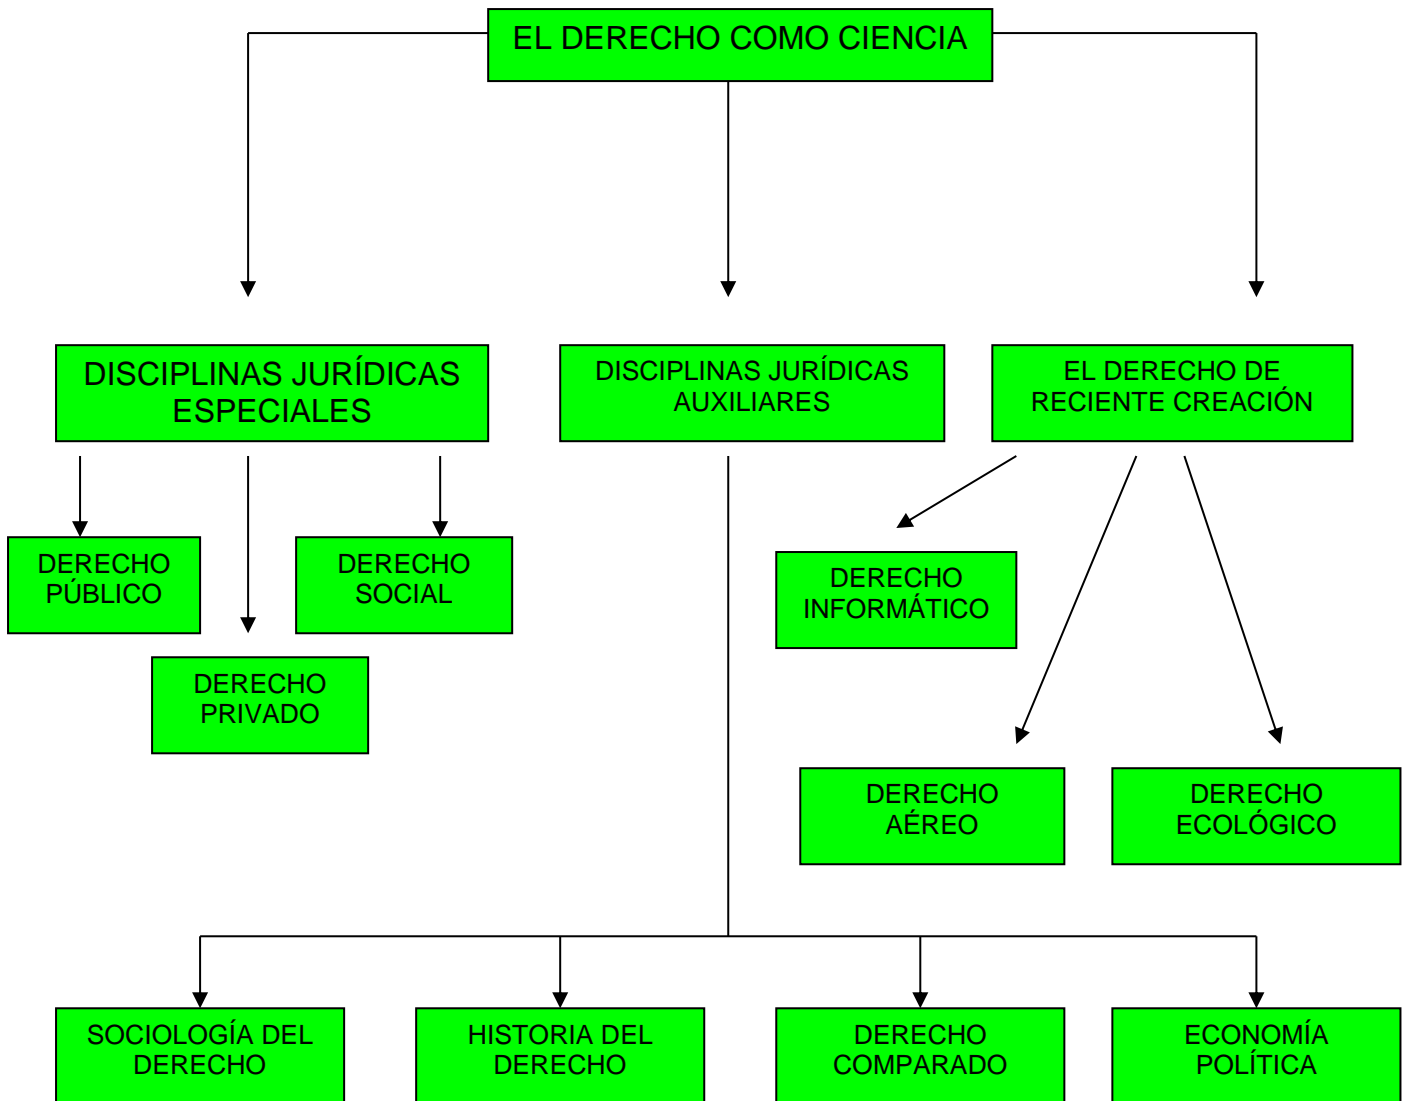 EL DERECHO COMO CIENCIA
DISCIPLINAS JURÍDICAS
ESPECIALES
DISCIPLINAS JURÍDICAS
AUXILIARES
EL DERECHO DE
RECIENTE CREACIÓN
DERECHO
PÚBLICO
DERECHO
SOCIAL
DERECHO
INFORMÁTICO
DERECHO
PRIVADO
DERECHO
AÉREO
DERECHO
ECOLÓGICO
SOCIOLOGÍA DEL
DERECHO
HISTORIA DEL
DERECHO
DERECHO
COMPARADO
ECONOMÍA
POLÍTICA